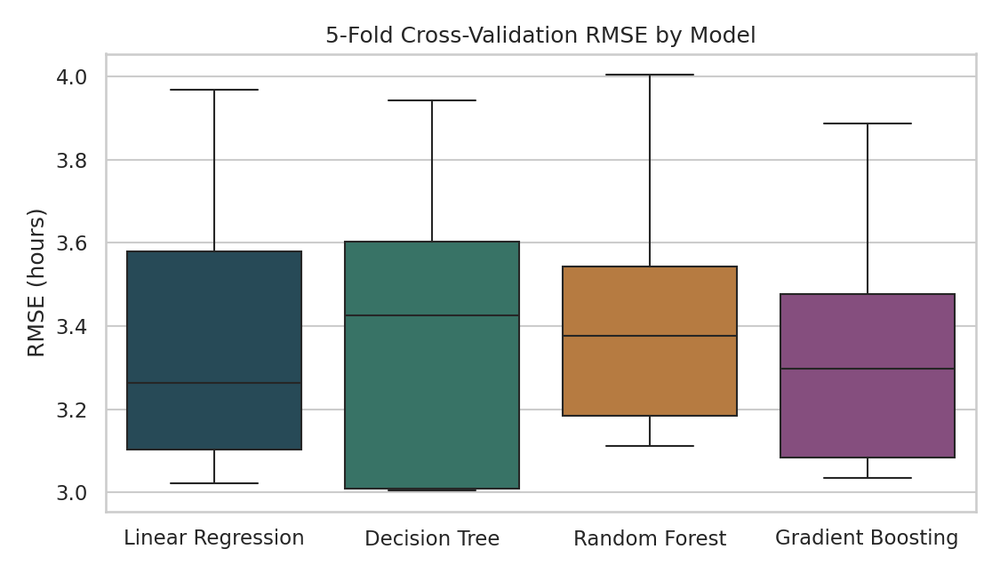 5-Fold Cross-Validation RMSE by Model
RMSE (hours)
4.0
3.8
3.6
3.4
3.2
3.0
Linear Regression
Decision Tree
Random Forest
Gradient Boosting